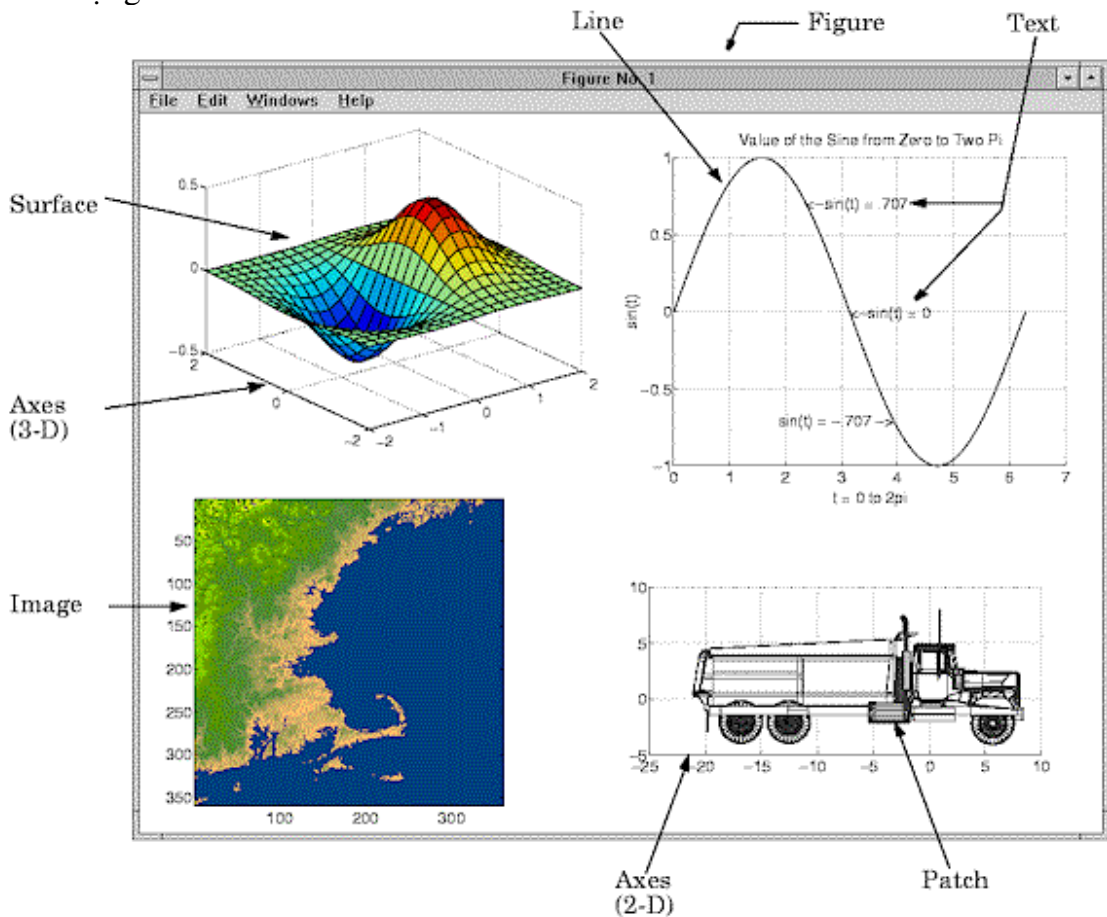 Line
Figure
Text
Figure No. 1
File Edit Windows Help
Surface
Axes
(3-D)
0.5
0
-0.5
2
0
-2
-2
-1
0
1
2
Value of the Sine from Zero to Two Pi
sin(t)
1
0.5
0
-0.5
-1
<-sin(t) = .707
<-sin(t) = 0
sin(t) = -.707 ->
0 1 2 3 4 5 6 7
t = 0 to 2pi
Image
50
100
150
200
250
300
350
100 200 300
10
5
0
-5
-25 -20 -15 -10 -5 0 5 10
Axes
(2-D)
Patch